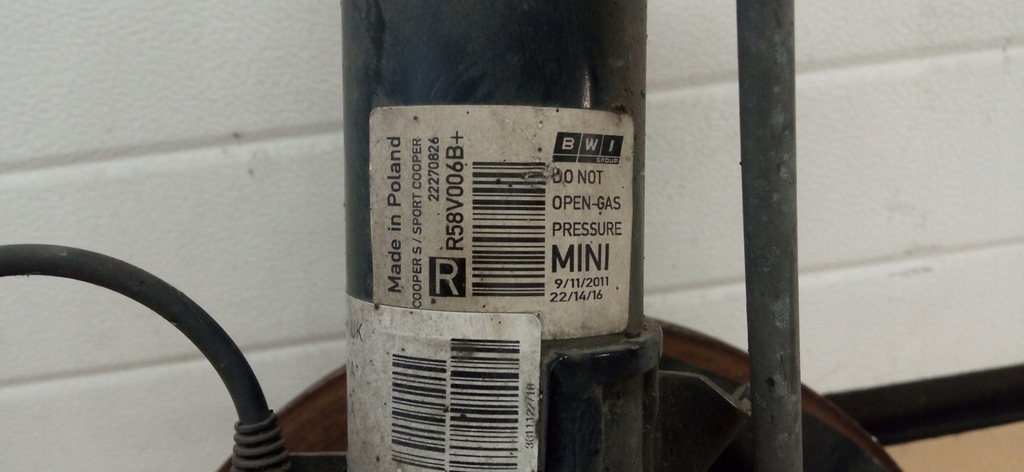 Made in Poland
COOPER S / SPORT COOPER
22270826
R R58V006B+
BWI
GROUP
DO NOT
OPEN-GAS
PRESSURE
MINI
9/11/2011
22/14/16
UK